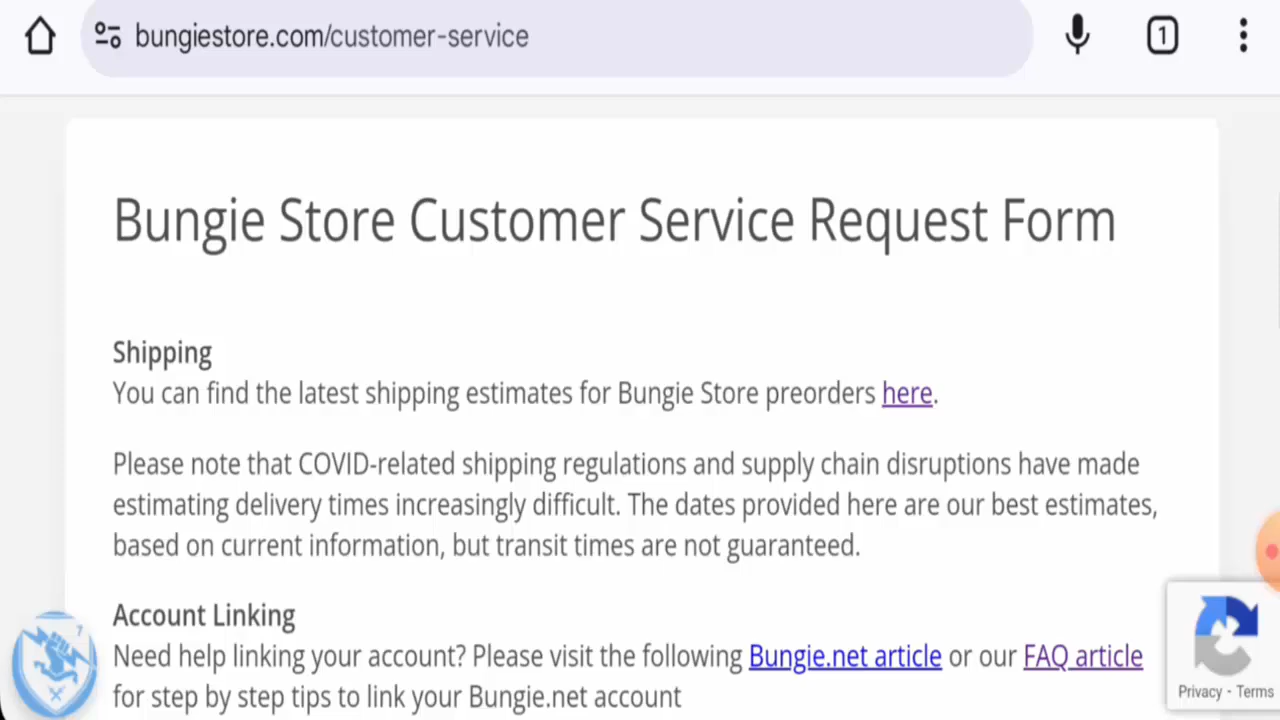 bungiestore.com/customer-service
1
Bungie Store Customer Service Request Form
Shipping
You can find the latest shipping estimates for Bungie Store preorders here.
Please note that COVID-related shipping regulations and supply chain disruptions have made
estimating delivery times increasingly difficult. The dates provided here are our best estimates,
based on current information, but transit times are not guaranteed.
Account Linking
Need help linking your account? Please visit the following Bungie.net article or our FAQ article
for step by step tips to link your Bungie.net account
7
Privacy - Terms